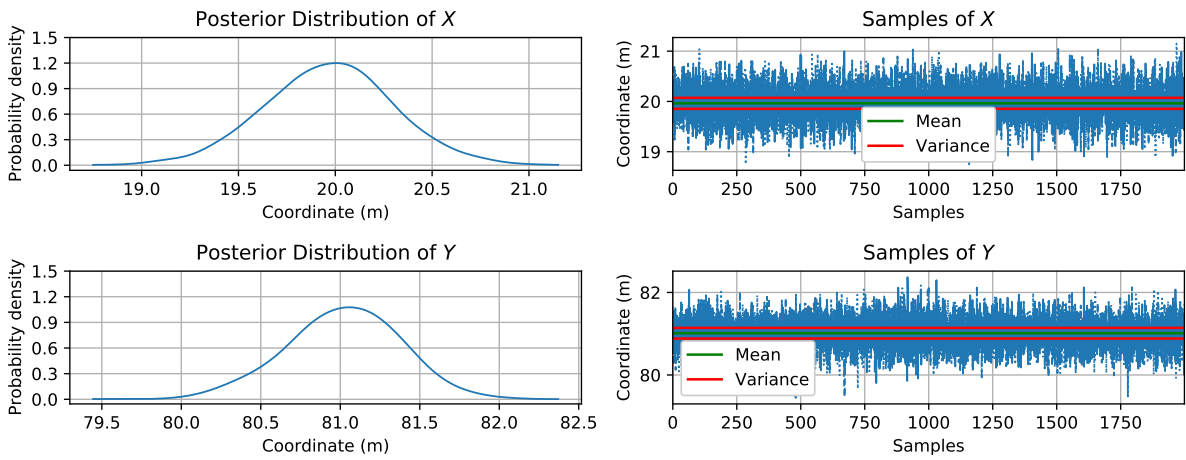 Posterior Distribution of X
Probability density
1.5
1.2
0.9
0.6
0.3
0.0
19.0 19.5 20.0 20.5 21.0
Coordinate (m)
Samples of X
Coordinate (m)
21
20
19
Mean
Variance
0 250 500 750 1000 1250 1500 1750
Samples
Posterior Distribution of Y
Probability density
1.5
1.2
0.9
0.6
0.3
0.0
79.5 80.0 80.5 81.0 81.5 82.0 82.5
Coordinate (m)
Samples of Y
Coordinate (m)
82
80
Mean
Variance
0 250 500 750 1000 1250 1500 1750
Samples